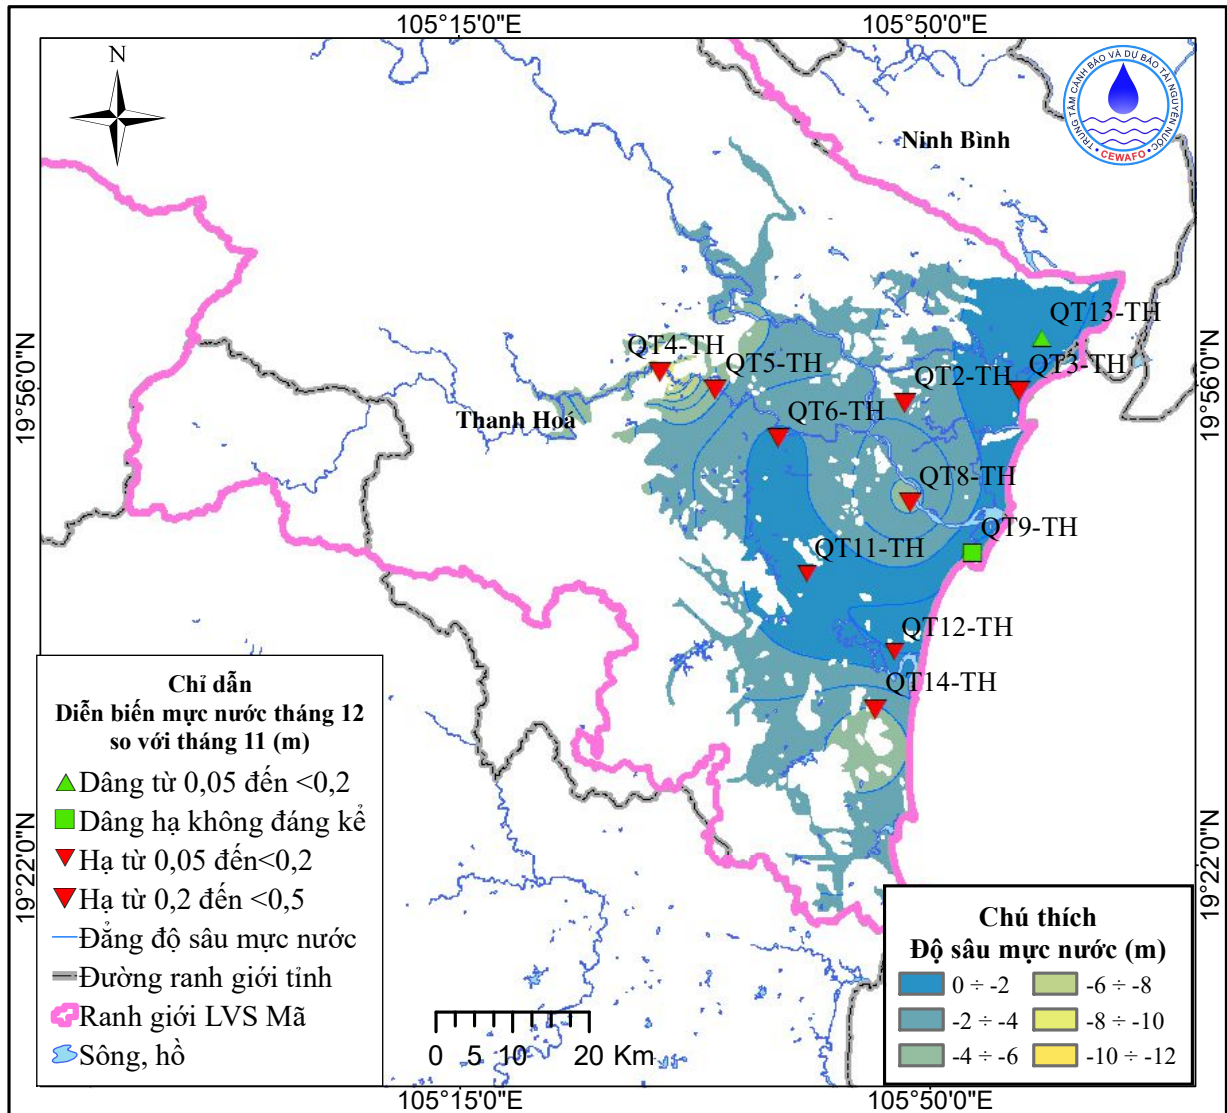 105°15'0"E
105°50'0"E
N
TRUNG TÂM CẢNH BÁO VÀ DỰ BÁO TÀI NGUYÊN NƯỚC
• CEWAFO •
Ninh Bình
QT13-TH
QT4-TH
QT3-TH
QT5-TH
QT2-TH
19°56'0"N
19°56'0"N
QT6-TH
Thanh Hoá
QT8-TH
QT9-TH
QT11-TH
QT12-TH
QT14-TH
Chỉ dẫn
Diễn biến mực nước tháng 12
so với tháng 11 (m)
Dâng từ 0,05 đến <0,2
Dâng hạ không đáng kể
Hạ từ 0,05 đến<0,2
Hạ từ 0,2 đến <0,5
Đẳng độ sâu mực nước
Đường ranh giới tỉnh
Ranh giới LVS Mã
Sông, hồ
19°22'0"N
19°22'0"N
0 5 10 20 Km
Chú thích
Độ sâu mực nước (m)
0 ÷ -2
-2 ÷ -4
-4 ÷ -6
-6 ÷ -8
-8 ÷ -10
-10 ÷ -12
105°15'0"E
105°50'0"E